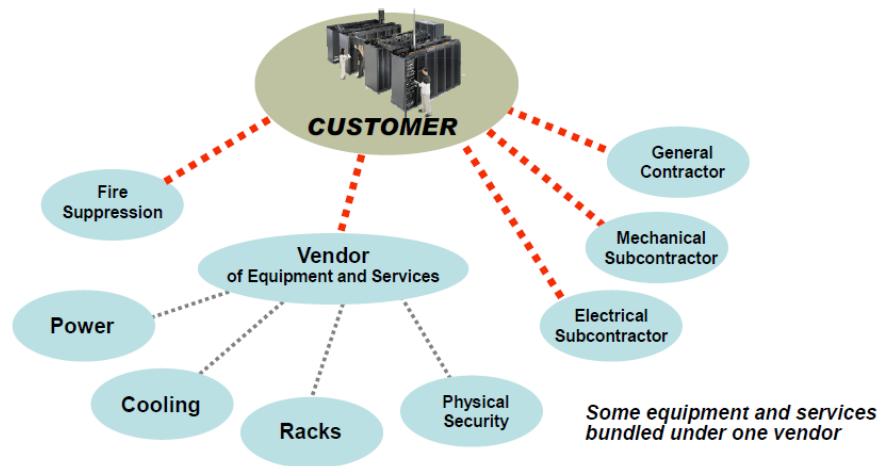 CUSTOMER
Fire
Suppression
General
Contractor
Mechanical
Subcontractor
Vendor
of Equipment and Services
Electrical
Subcontractor
Power
Cooling
Racks
Physical
Security
Some equipment and services
bundled under one vendor